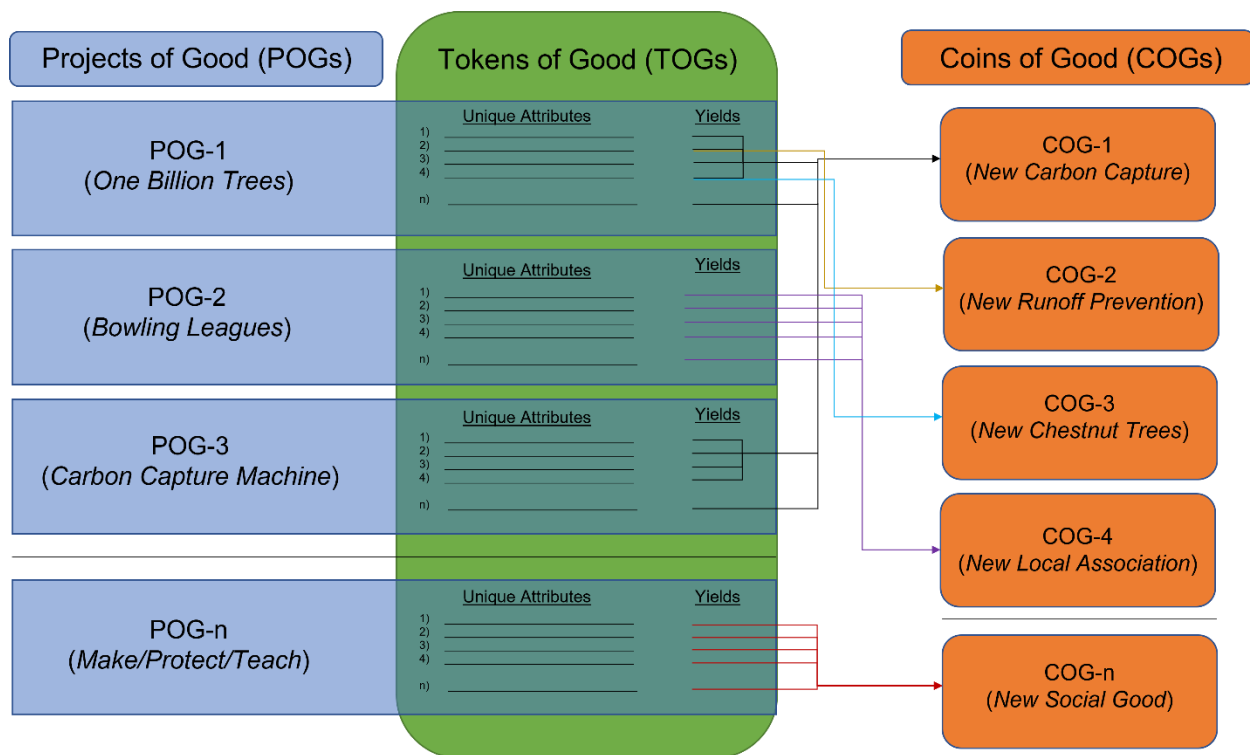 Projects of Good (POGs)
Tokens of Good (TOGs)
Coins of Good (COGs)
POG-1
(One Billion Trees)
Unique Attributes
Yields
1)
2)
3)
4)
n)
COG-1
(New Carbon Capture)
POG-2
(Bowling Leagues)
Unique Attributes
Yields
1)
2)
3)
4)
n)
COG-2
(New Runoff Prevention)
POG-3
(Carbon Capture Machine)
Unique Attributes
Yields
1)
2)
3)
4)
n)
COG-3
(New Chestnut Trees)
COG-4
(New Local Association)
POG-n
(Make/Protect/Teach)
Unique Attributes
Yields
1)
2)
3)
4)
n)
COG-n
(New Social Good)